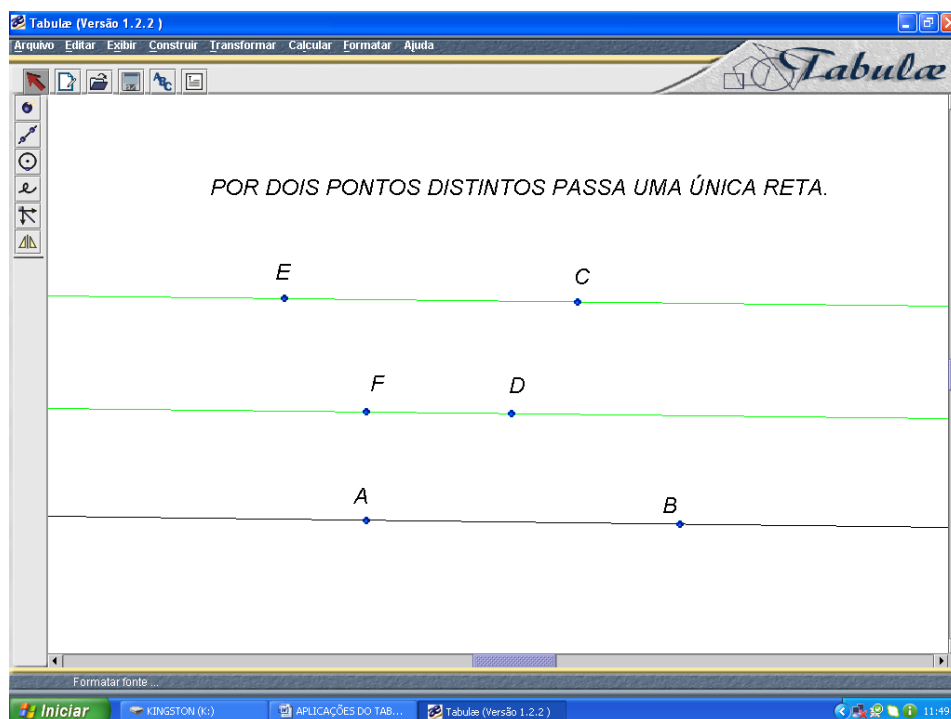 Tabulæ (Versão 1.2.2 )
Arquivo Editar Exibir Construir Transformar Calcular Formatar Ajuda
Tabulæ
ABC
POR DOIS PONTOS DISTINTOS PASSA UMA ÚNICA RETA.
E C
F D
A B
Formatar fonte ...
Iniciar KINGSTON (K:) APLICAÇÕES DO TAB... Tabulæ (Versão 1.2.2 ) 11:49